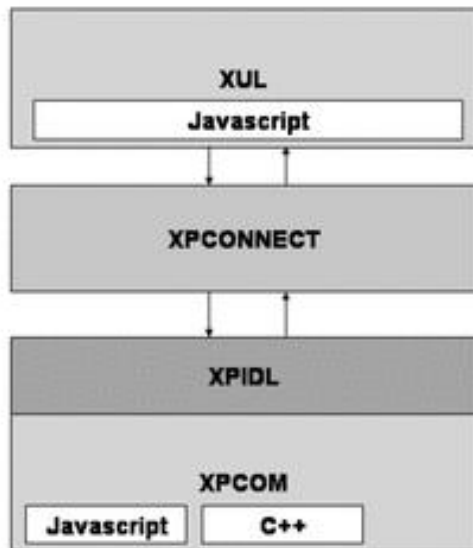 XUL
Javascript
XPCONNECT
XPIDL
XPCOM
Javascript
C++